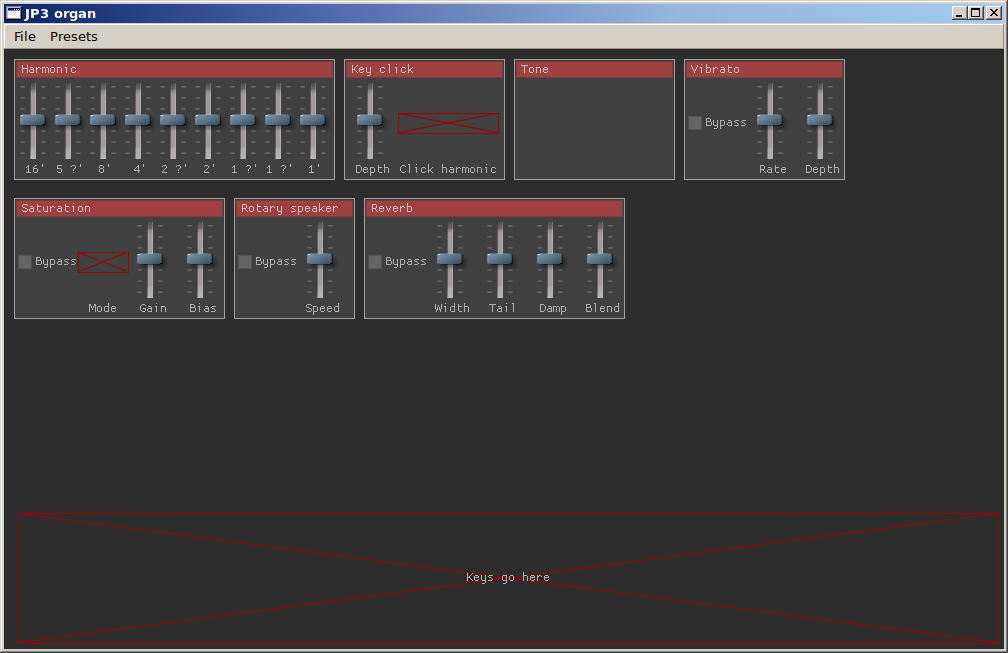 JP3 organ
File Presets
Harmonic
16' 5 ?' 8' 4' 2 ?' 2' 1 ?' 1 ?' 1'
Key click
Depth Click harmonic
Tone
Vibrato
Bypass
Rate Depth
Saturation
Bypass
Mode Gain Bias
Rotary speaker
Bypass
Speed
Reverb
Bypass
Width Tail Damp Blend
Keys go here